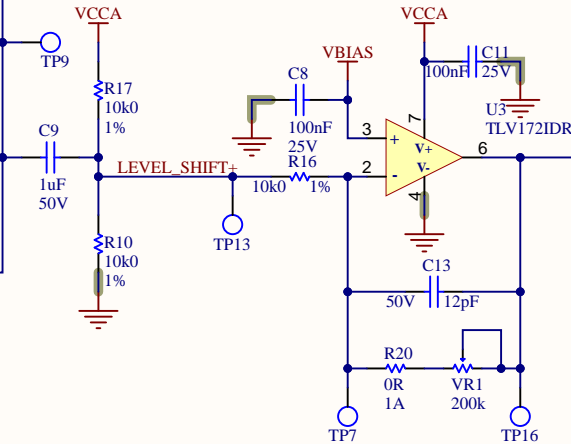 VCCA
TP9
R17
10k0
1%
C9
1uF
50V
LEVEL_SHIFT+
R10
10k0
1%
TP13
VBIAS
C8
100nF
25V
R16
10k0
1%
VCCA
C11
100nF
25V
U3
TLV172IDR
3
2
7
6
4
+
-
V+
V-
C13
50V
12pF
R20
0R
1A
VR1
200k
TP7
TP16